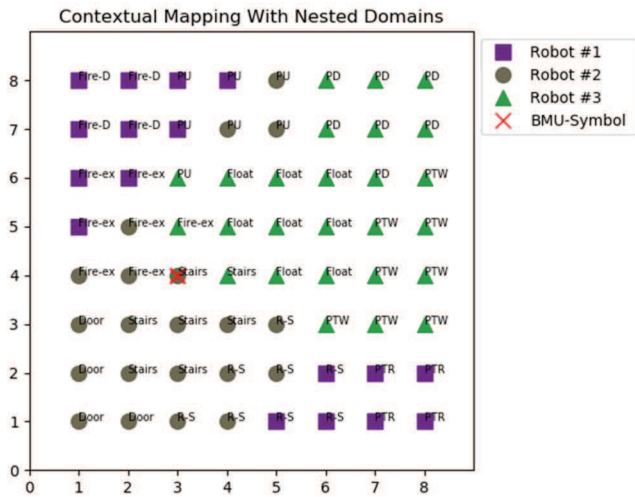 Contextual Mapping With Nested Domains
8 Fire-D Fire-D PU PU PU PD PD PD
7 Fire-D Fire-D PU PU PU PD PD PD
6 Fire-ex Fire-ex PU Float Float Float PD PTW
5 Fire-ex Fire-ex Fire-ex Float Float Float PTW PTW
4 Fire-ex Fire-ex Stairs Stairs Float Float PTW PTW
3 Door Stairs Stairs Stairs R-S PTW PTW PTW
2 Door Stairs Stairs R-S R-S R-S PTR PTR
1 Door Door R-S R-S R-S R-S PTR PTR
0
0 1 2 3 4 5 6 7 8
Robot #1
Robot #2
Robot #3
BMU-Symbol